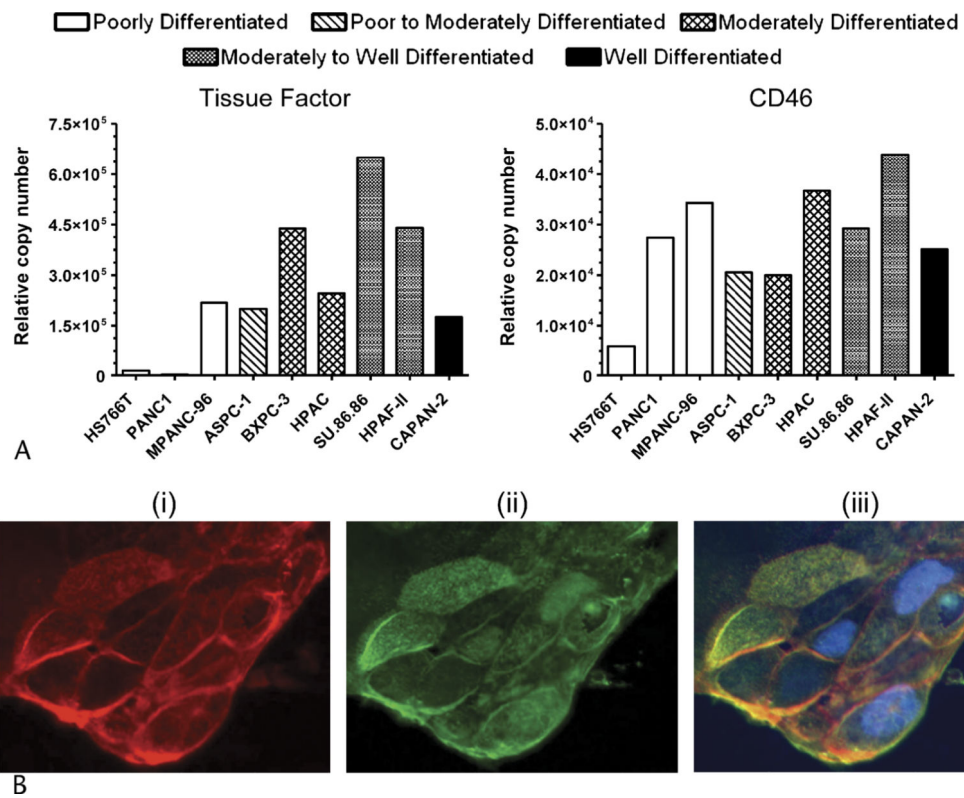 Poorly Differentiated Poor to Moderately Differentiated Moderately Differentiated
Moderately to Well Differentiated Well Differentiated
Tissue Factor
Relative copy number
7.5×10⁵
6.0×10⁵
4.5×10⁵
3.0×10⁵
1.5×10⁵
0
HS766T
PANC1
MPANC-96
ASPC-1
BXPC-3
HPAC
SU.86.86
HPAF-II
CAPAN-2
CD46
Relative copy number
5.0×10⁴
4.0×10⁴
3.0×10⁴
2.0×10⁴
1.0×10⁴
0
HS766T
PANC1
MPANC-96
ASPC-1
BXPC-3
HPAC
SU.86.86
HPAF-II
CAPAN-2
A
(i) (ii) (iii)
B